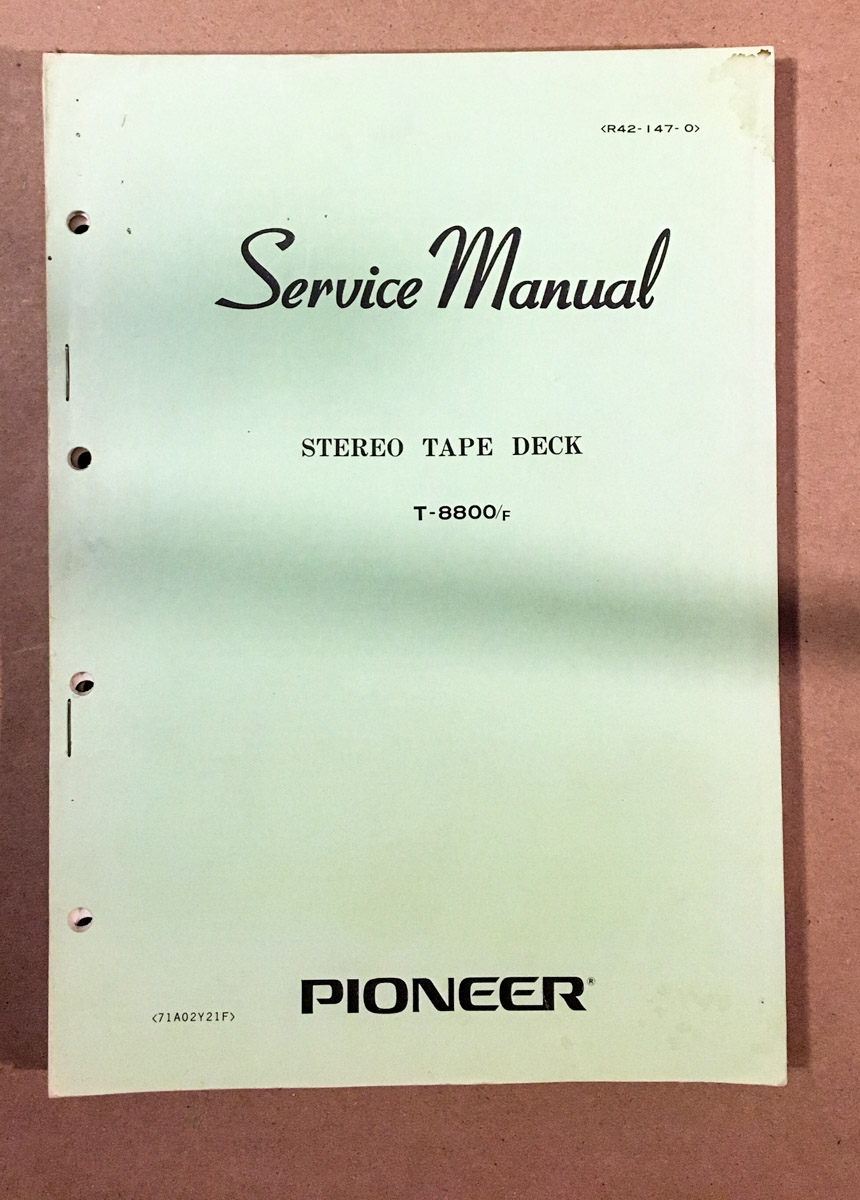 <R42-147-0>
Service Manual
STEREO TAPE DECK
T-8800/F
PIONEER®
<71A02Y21F>